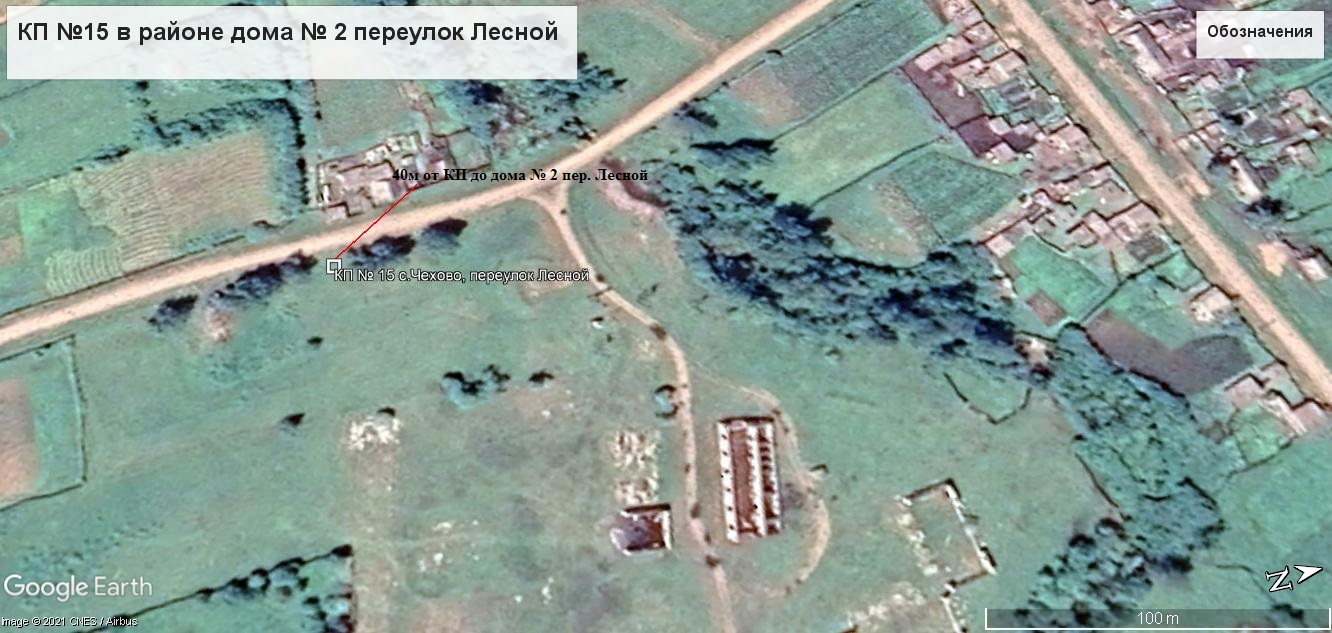 КП №15 в районе дома № 2 переулок Лесной
Обозначения
40м от КП до дома № 2 пер. Лесной
КП № 15 с.Чехово, переулок Лесной
Google Earth
Image © 2021 CNES / Airbus
N
100 m